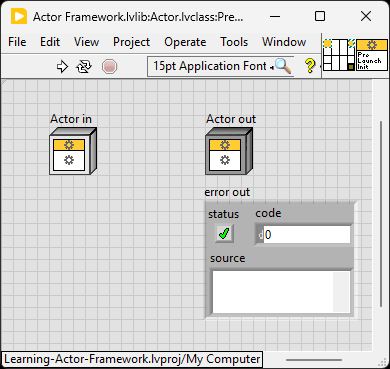 Actor Framework.lvlib:Actor.lvclass:Pre...
File Edit View Project Operate Tools Window
15pt Application Font
?
Pre
Launch
Init
Actor in
Actor out
error out
status
code
d0
source
Learning-Actor-Framework.lvproj/My Computer